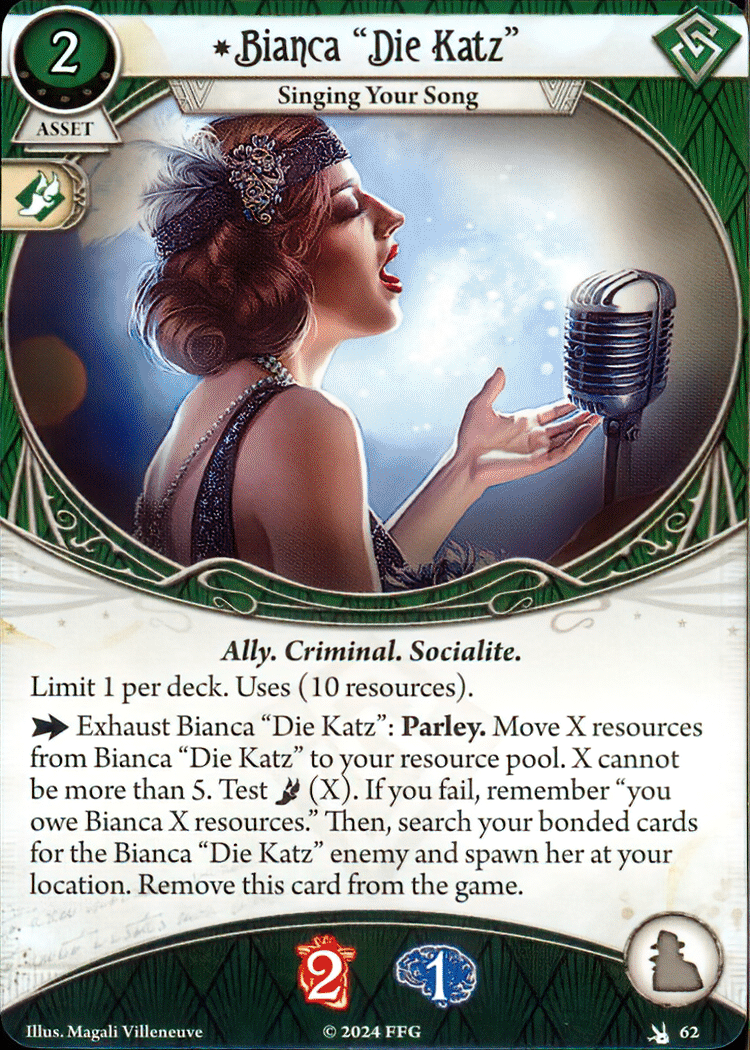 2
Bianca “Die Katz”
ASSET
Singing Your Song
Ally. Criminal. Socialite.
Limit 1 per deck. Uses (10 resources).
Exhaust Bianca “Die Katz”: Parley. Move X resources
from Bianca “Die Katz” to your resource pool. X cannot
be more than 5. Test (X). If you fail, remember “you
owe Bianca X resources.” Then, search your bonded cards
for the Bianca “Die Katz” enemy and spawn her at your
location. Remove this card from the game.
2 1
Illus. Magali Villeneuve © 2024 FFG 62